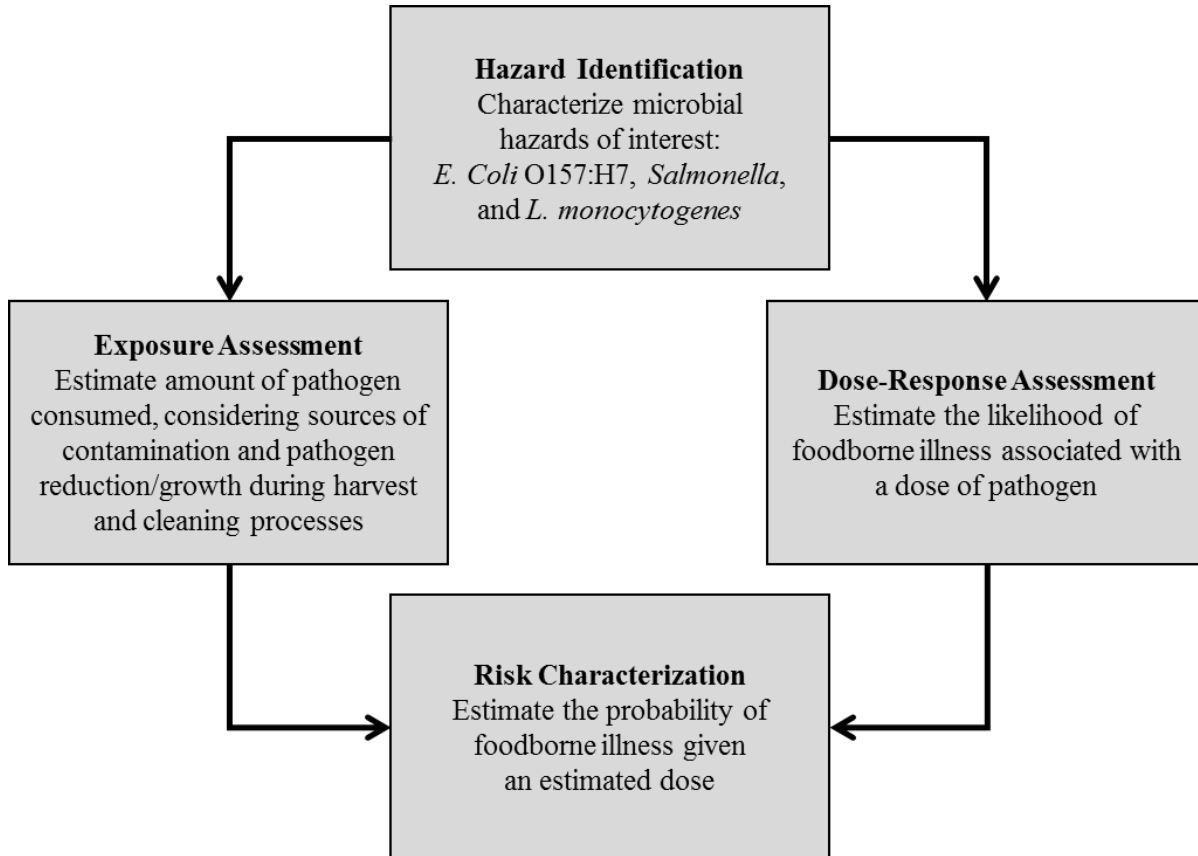 Hazard Identification
Characterize microbial
hazards of interest:
E. Coli O157:H7, Salmonella,
and L. monocytogenes
Exposure Assessment
Estimate amount of pathogen
consumed, considering sources of
contamination and pathogen
reduction/growth during harvest
and cleaning processes
Dose-Response Assessment
Estimate the likelihood of
foodborne illness associated with
a dose of pathogen
Risk Characterization
Estimate the probability of
foodborne illness given
an estimated dose